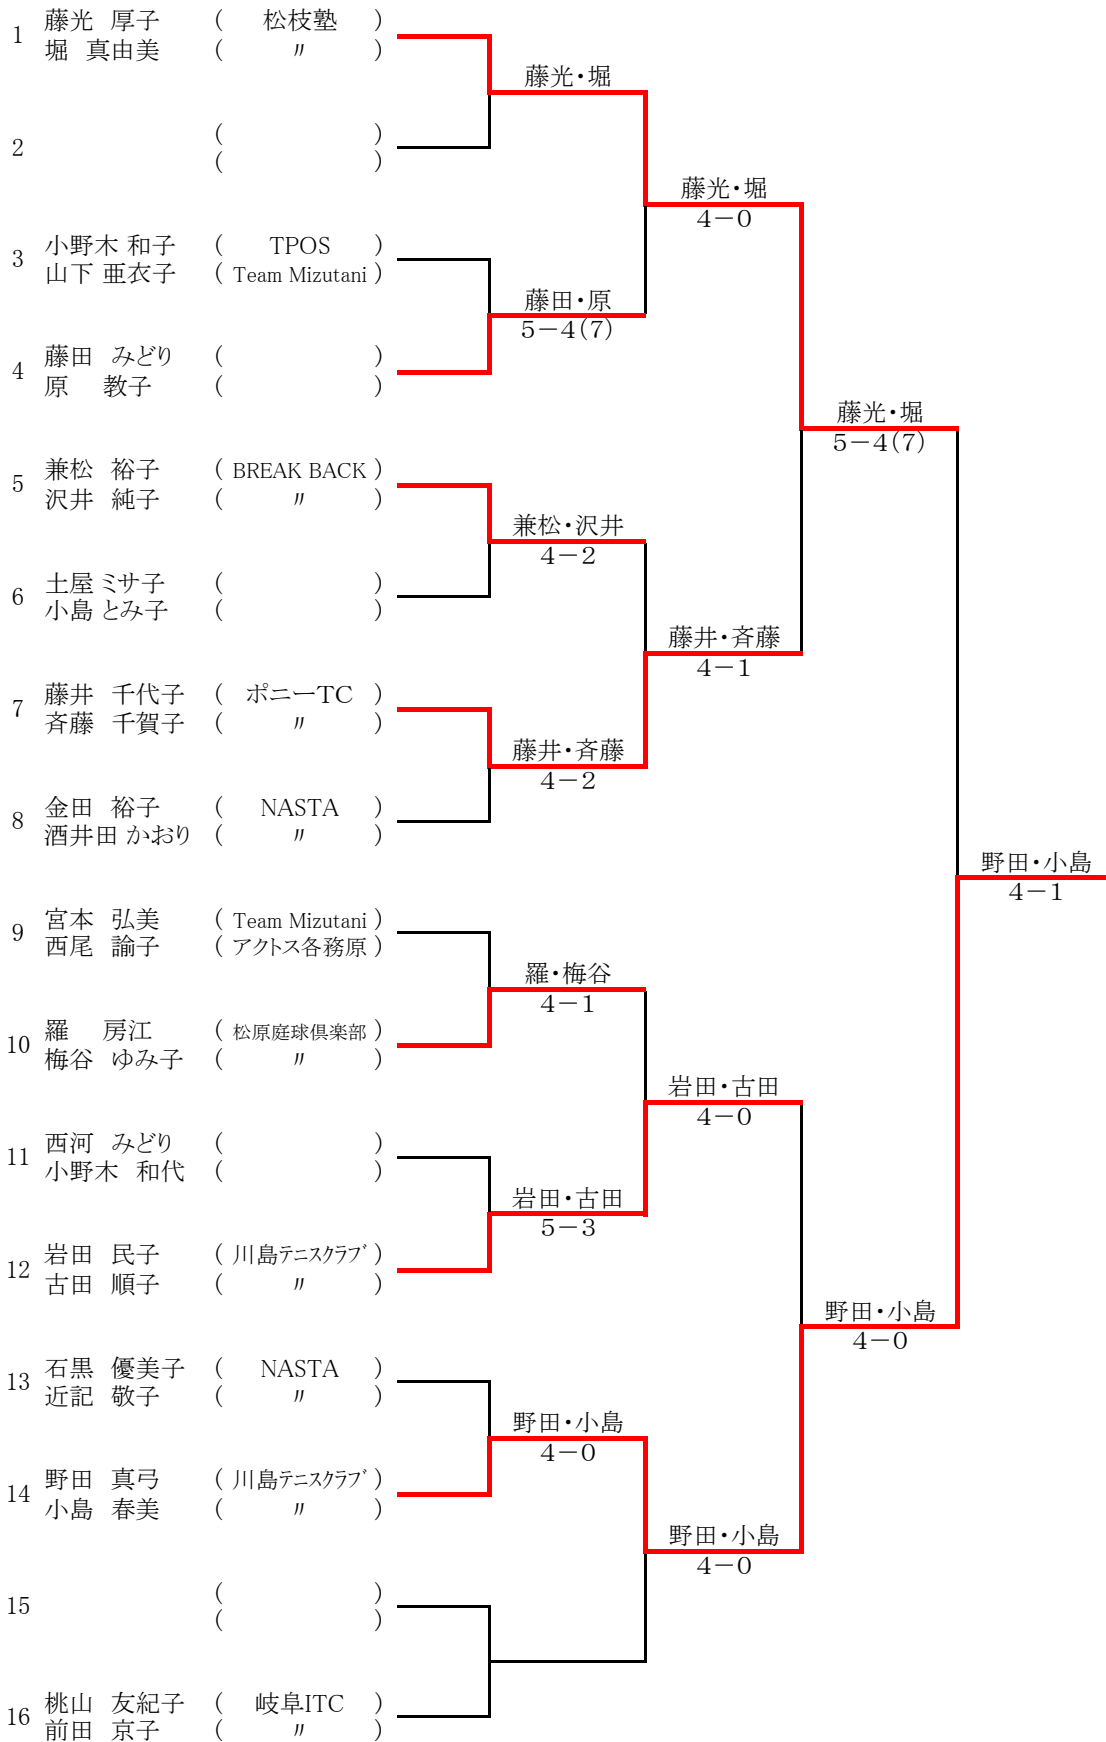 1 藤光 厚子 ( 松枝塾 )
堀 真由美 ( 〃 )
藤光・堀
2 ( )
( )
藤光・堀
4-0
3 小野木 和子 ( TPOS )
山下 亜衣子 ( Team Mizutani )
藤田・原
5-4(7)
4 藤田 みどり ( )
原 教子 ( )
藤光・堀
5-4(7)
5 兼松 裕子 ( BREAK BACK )
沢井 純子 ( 〃 )
兼松・沢井
4-2
6 土屋 ミサ子 ( )
小島 とみ子 ( )
藤井・斉藤
4-1
7 藤井 千代子 ( ポニーTC )
斉藤 千賀子 ( 〃 )
藤井・斉藤
4-2
8 金田 裕子 ( NASTA )
酒井田 かおり ( 〃 )
野田・小島
4-1
9 宮本 弘美 ( Team Mizutani )
西尾 諭子 ( アクトス各務原 )
羅・梅谷
4-1
10 羅 房江 ( 松原庭球倶楽部 )
梅谷 ゆみ子 ( 〃 )
岩田・古田
4-0
11 西河 みどり ( )
小野木 和代 ( )
岩田・古田
5-3
12 岩田 民子 ( 川島テニスクラブ )
古田 順子 ( 〃 )
野田・小島
4-0
13 石黒 優美子 ( NASTA )
近記 敬子 ( 〃 )
野田・小島
4-0
14 野田 真弓 ( 川島テニスクラブ )
小島 春美 ( 〃 )
野田・小島
4-0
15 ( )
( )
16 桃山 友紀子 ( 岐阜ITC )
前田 京子 ( 〃 )